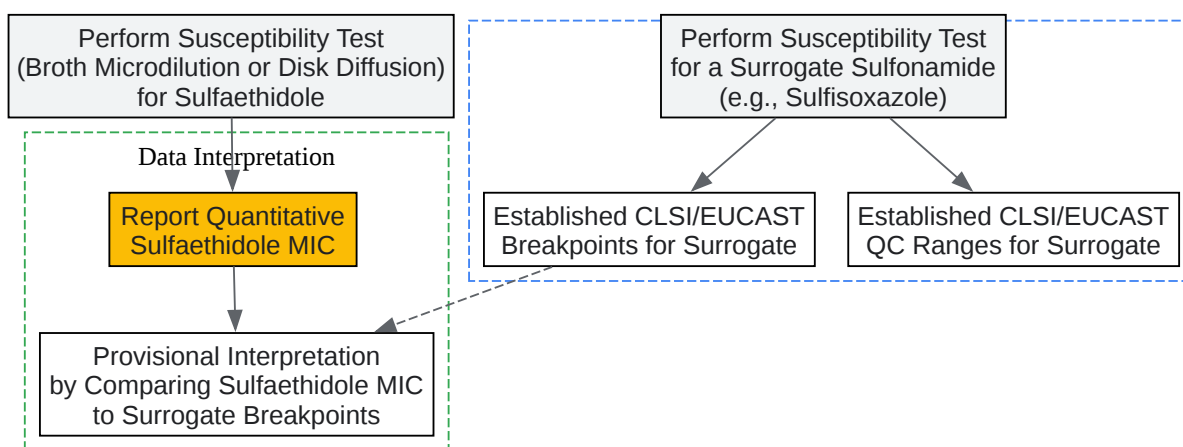 Perform Susceptibility Test
(Broth Microdilution or Disk Diffusion)
for Sulfaethidole
Perform Susceptibility Test
for a Surrogate Sulfonamide
(e.g., Sulfisoxazole)
Data Interpretation
Report Quantitative
Sulfaethidole MIC
Established CLSI/EUCAST
Breakpoints for Surrogate
Established CLSI/EUCAST
QC Ranges for Surrogate
Provisional Interpretation
by Comparing Sulfaethidole MIC
to Surrogate Breakpoints